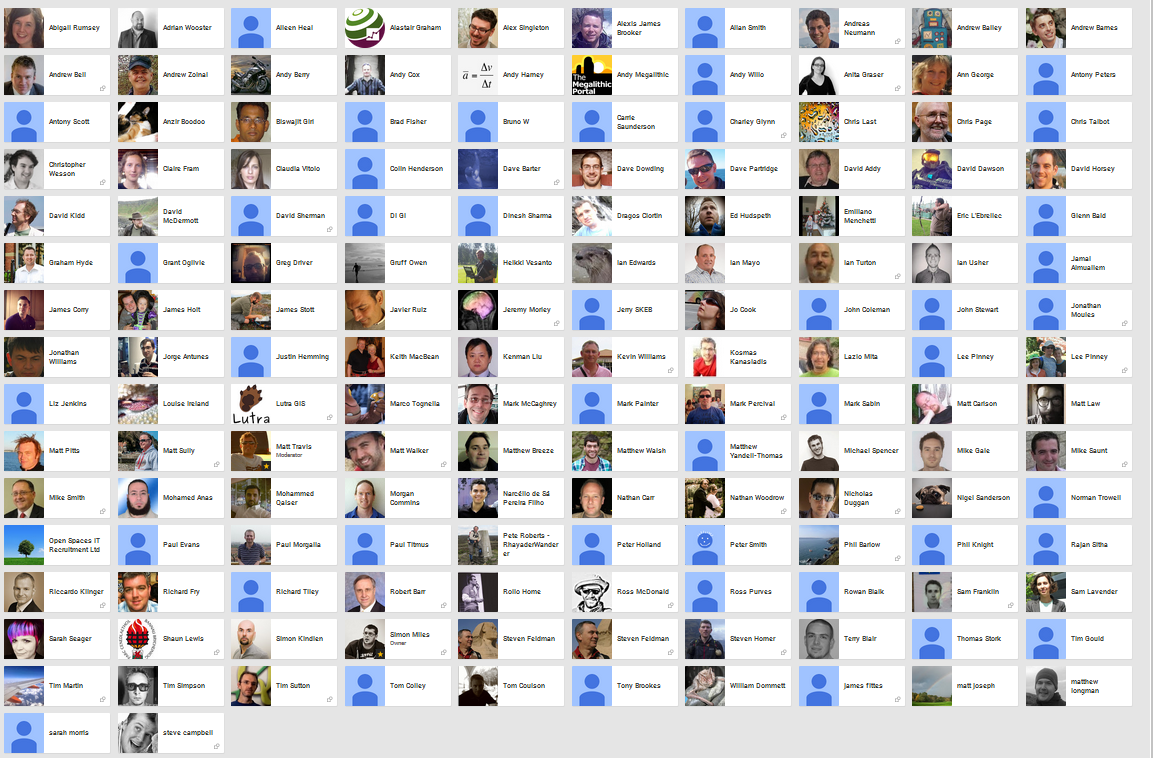 Abigail Rumsey
Adrian Wooster
Aileen Heal
Alastair Graham
Alex Singleton
Alexis James
Brooker
Allan Smith
Andreas
Neumann
Andrew Bailey
Andrew Barnes
Andrew Bell
Andrew Zolnai
Andy Berry
Andy Cox
Andy Harney
The
Megalithic
Portal
Andy Megalithic
Andy Willo
Anita Graser
Ann George
Antony Peters
Antony Scott
Anzir Boodoo
Biswajit Giri
Brad Fisher
Bruno W
Carrie
Saunderson
Charley Glynn
Chris Last
Chris Page
Chris Talbot
Christopher
Wesson
Claire Fram
Claudia Vitolo
Colin Henderson
Dave Barter
Dave Dowding
Dave Partridge
David Addy
David Dawson
David Horsey
David Kidd
David
McDermott
David Sherman
Di Gi
Dinesh Sharma
Dragos Ciortin
Ed Hudspeth
Emiliano
Menchetti
Eric L'Ebrellec
Glenn Bald
Graham Hyde
Grant Ogilvie
Greg Driver
Gruff Owen
Heikki Vesanto
Ian Edwards
Ian Mayo
Ian Turton
Ian Usher
Jamal
Almuallem
James Corry
James Holt
James Stott
Javier Ruiz
Jeremy Morley
Jerry SKEB
Jo Cook
John Coleman
John Stewart
Jonathan
Moules
Jonathan
Williams
Jorge Antunes
Justin Hemming
Keith MacBean
Kenman Liu
Kevin Williams
Kosmas
Kanasiadis
Lazlo Mita
Lee Pinney
Lee Pinney
Liz Jenkins
Louise Ireland
Lutra
Lutra GIS
Marco Tognella
Mark McCaghrey
Mark Painter
Mark Percival
Mark Sabin
Matt Carlson
Matt Law
Matt Pitts
Matt Sully
Matt Travis
Moderator
Matt Walker
Matthew Breeze
Matthew Walsh
Matthew
Yandell-Thomas
Michael Spencer
Mike Gale
Mike Saunt
Mike Smith
Mohamed Anas
Mohammed
Qaiser
Morgan
Commins
Narcélio de Sá
Pereira Filho
Nathan Carr
Nathan Woodrow
Nicholas
Duggan
Nigel Sanderson
Norman Trowell
Open Spaces IT
Recruitment Ltd
Paul Evans
Paul Morgalla
Paul Titmus
Pete Roberts -
RhayaderWander
er
Peter Holland
Peter Smith
Phil Barlow
Phil Knight
Rajan Sitha
Riccardo Klinger
Richard Fry
Richard Tiley
Robert Barr
Rollo Home
Ross McDonald
Ross Purves
Rowan Blaik
Sam Franklin
Sam Lavender
Sarah Seager
Shaun Lewis
Simon Kindlen
Simon Miles
Owner
Steven Feldman
Steven Feldman
Steven Horner
Terry Blair
Thomas Stork
Tim Gould
Tim Martin
Tim Simpson
Tim Sutton
Tom Colley
Tom Coulson
Tony Brookes
William Dommett
james fittes
matt joseph
matthew
longman
sarah morris
steve campbell